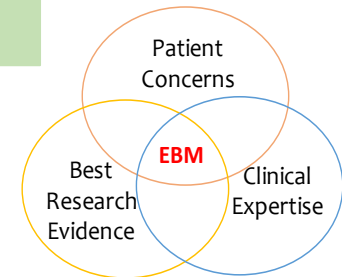 Patient
Concerns
EBM
Best
Research
Evidence
Clinical
Expertise